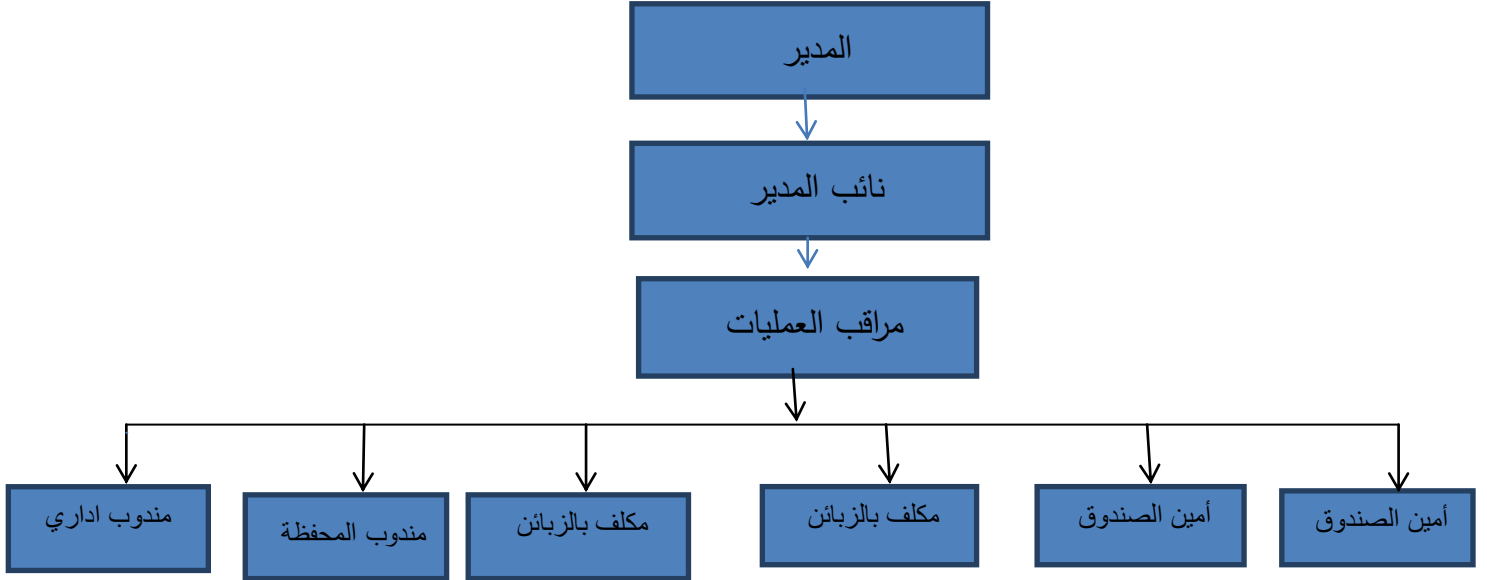 المدير
نائب المدير
مراقب العمليات
أمين الصندوق
أمين الصندوق
مكلف بالزبائن
مكلف بالزبائن
مندوب المحفظة
مندوب اداري